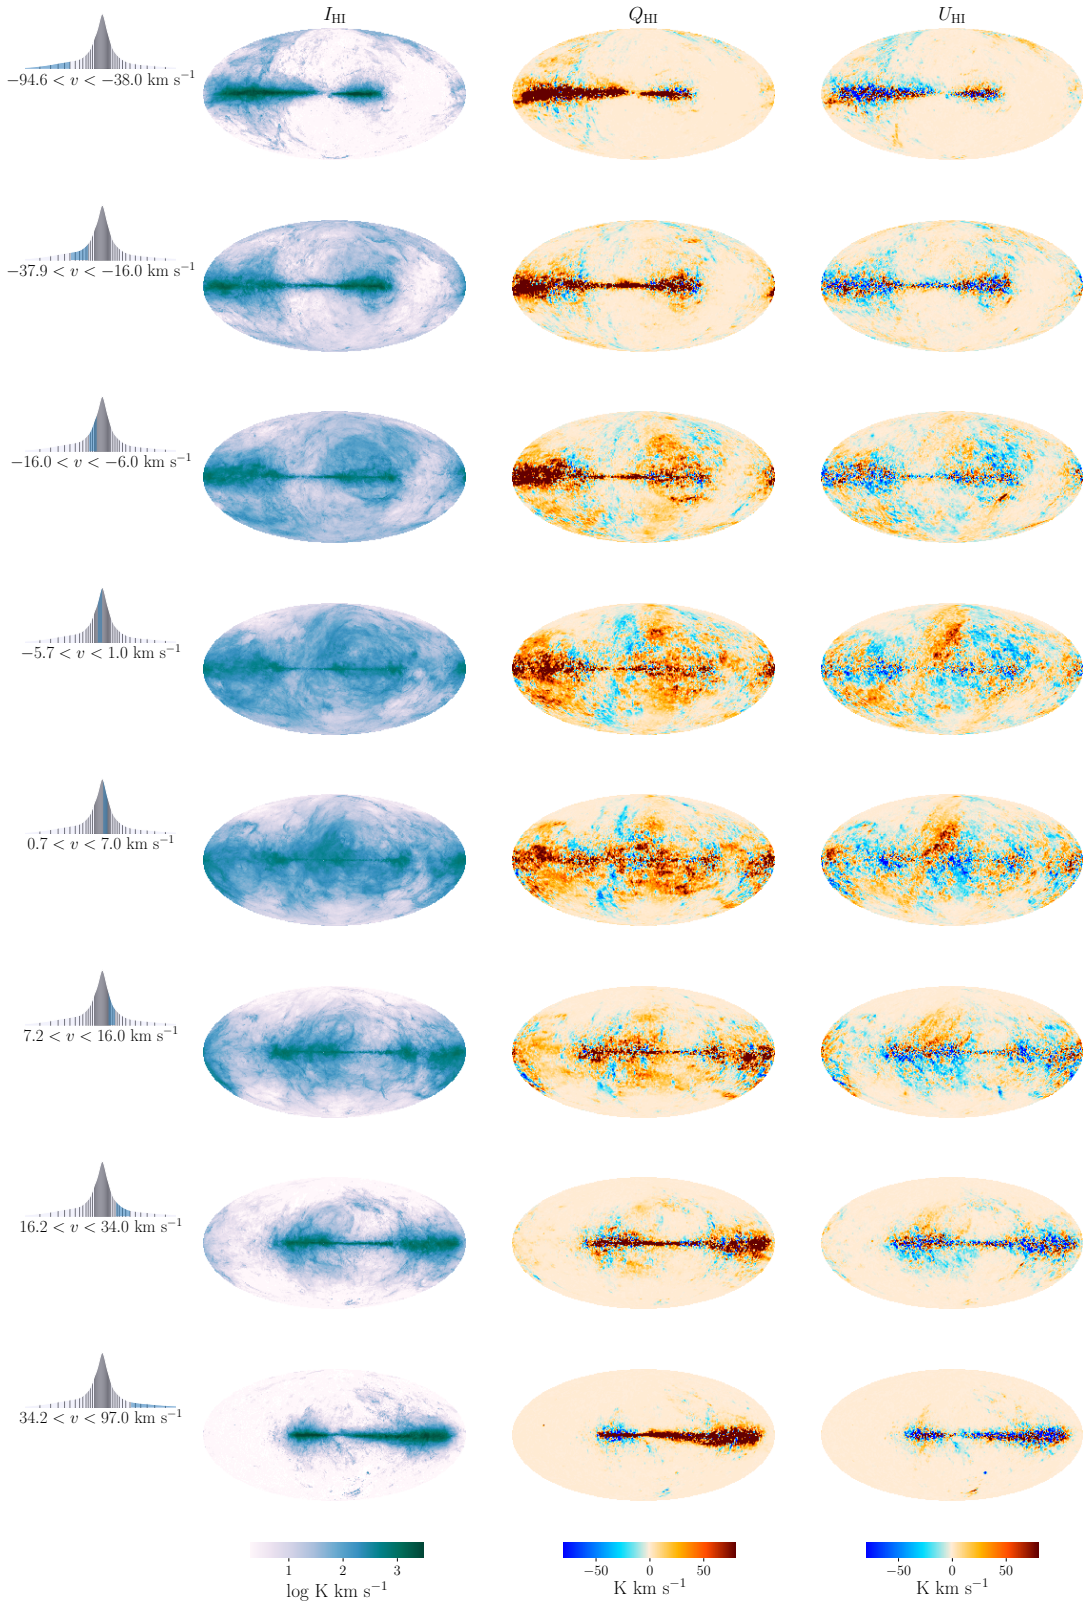 I_HI Q_HI U_HI
−94.6 < v < −38.0 km s⁻¹
−37.9 < v < −16.0 km s⁻¹
−16.0 < v < −6.0 km s⁻¹
−5.7 < v < 1.0 km s⁻¹
0.7 < v < 7.0 km s⁻¹
7.2 < v < 16.0 km s⁻¹
16.2 < v < 34.0 km s⁻¹
34.2 < v < 97.0 km s⁻¹
1 2 3 −50 0 50 −50 0 50
log K km s⁻¹ K km s⁻¹ K km s⁻¹